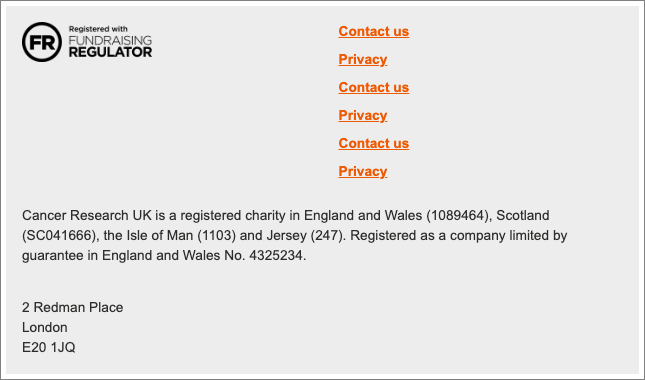 FR
Registered with
FUNDRAISING
REGULATOR
Contact us
Privacy
Contact us
Privacy
Contact us
Privacy
Cancer Research UK is a registered charity in England and Wales (1089464), Scotland
(SC041666), the Isle of Man (1103) and Jersey (247). Registered as a company limited by
guarantee in England and Wales No. 4325234.
2 Redman Place
London
E20 1JQ